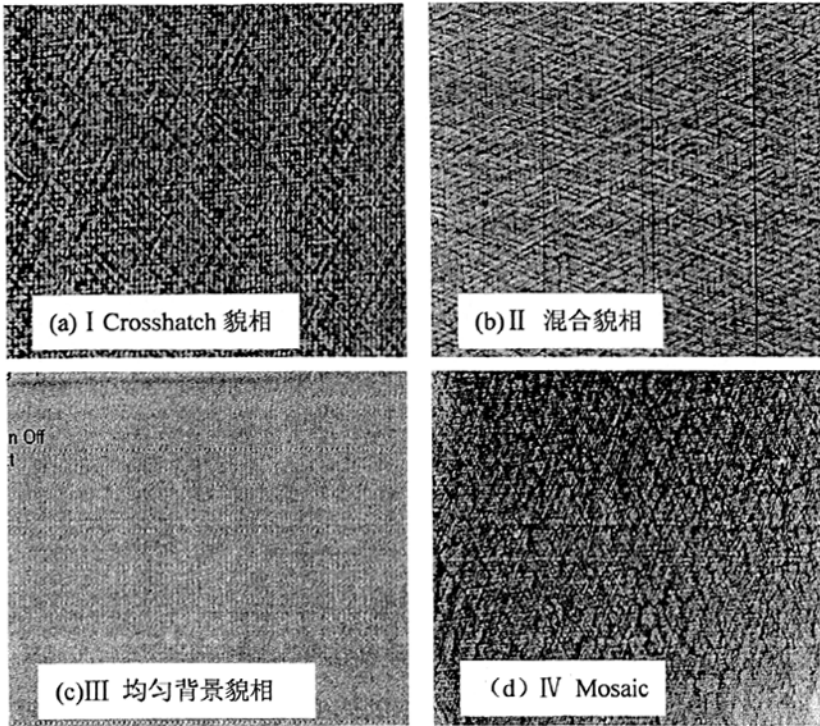 (a) Ⅰ Crosshatch 貌相
(b) Ⅱ 混合貌相
n Off
t
(c)Ⅲ 均匀背景貌相
（d）Ⅳ Mosaic